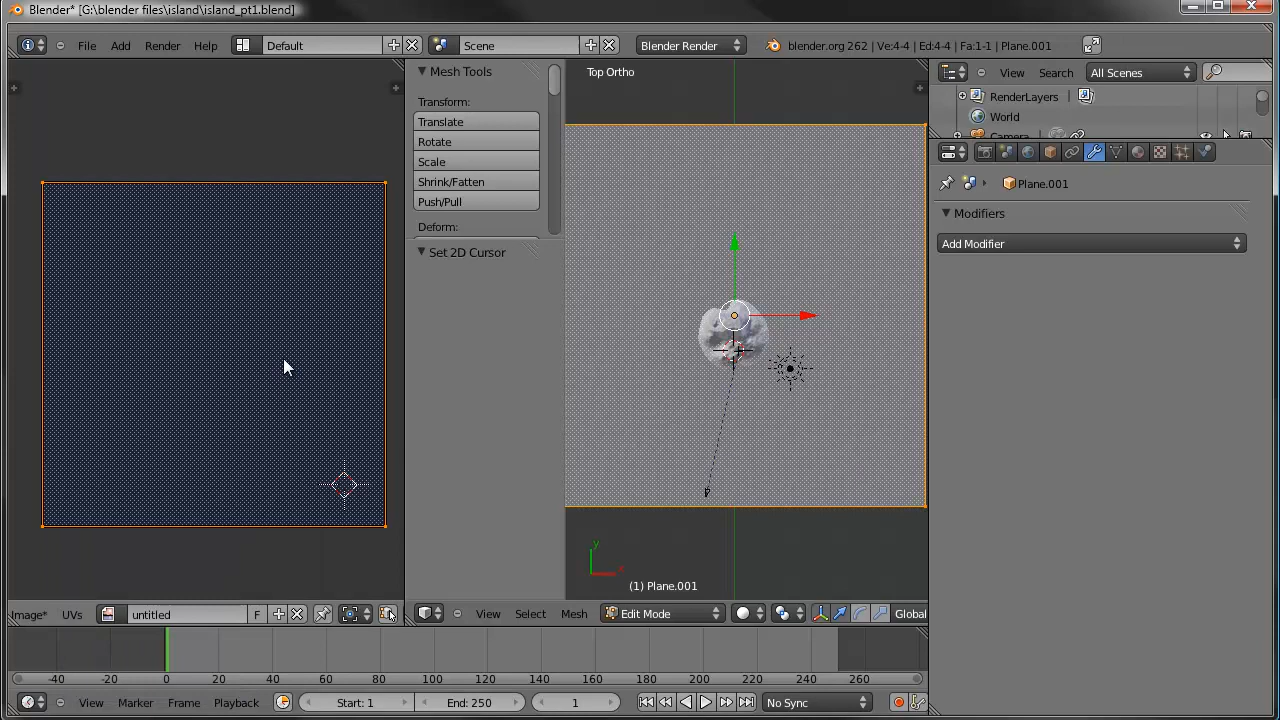 Blender* [G:\blender files\island\island_pt1.blend]
File Add Render Help Default Scene Blender Render blender.org 262 | Ve:4-4 | Ed:4-4 | Fa:1-1 | Plane.001
Mesh Tools
Transform:
Translate
Rotate
Scale
Shrink/Fatten
Push/Pull
Deform:
Set 2D Cursor
Top Ortho
y
x
(1) Plane.001
View Search All Scenes
RenderLayers
World
Camera
Plane.001
Modifiers
Add Modifier
Image* UVs untitled F
View Select Mesh Edit Mode Global
-40 -20 0 20 40 60 80 100 120 140 160 180 200 220 240 260
View Marker Frame Playback Start: 1 End: 250 1 No Sync